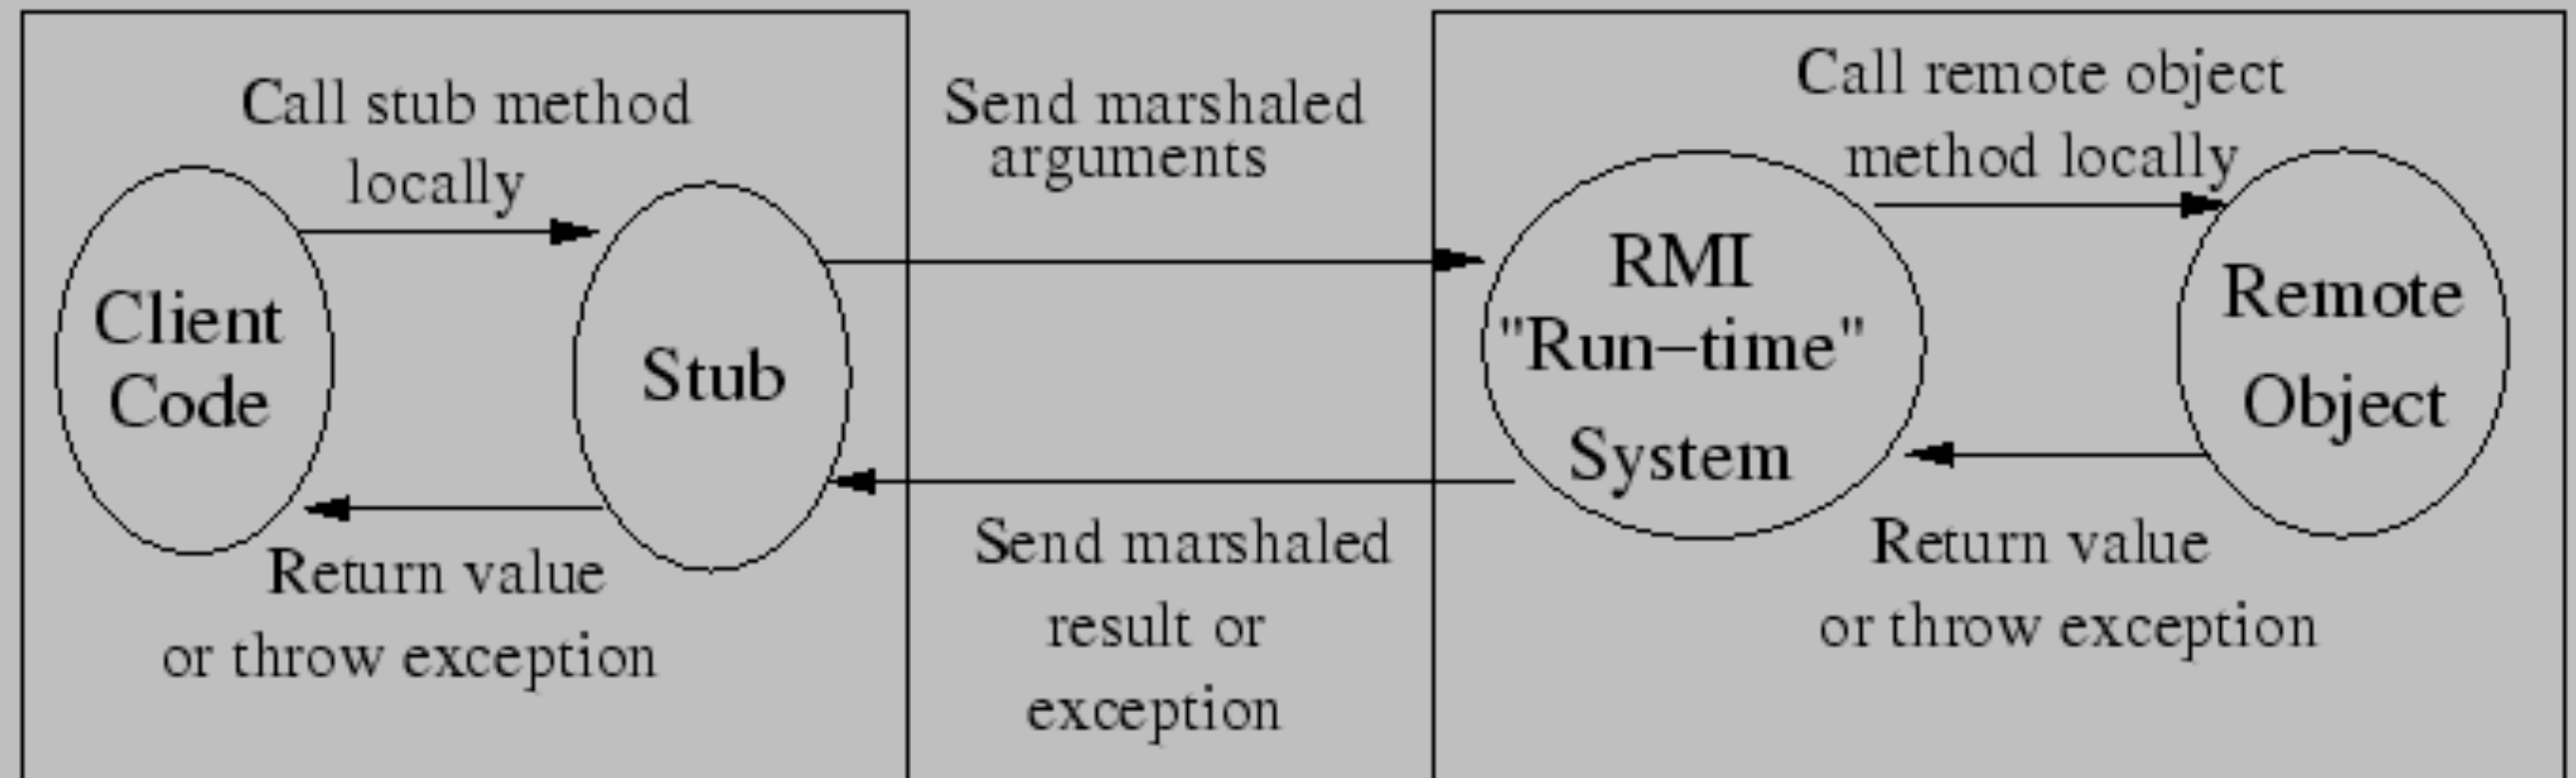 Call stub method
locally
Send marshaled
arguments
Call remote object
method locally
Client
Code
Stub
RMI
"Run−time"
System
Remote
Object
Return value
or throw exception
Send marshaled
result or
exception
Return value
or throw exception